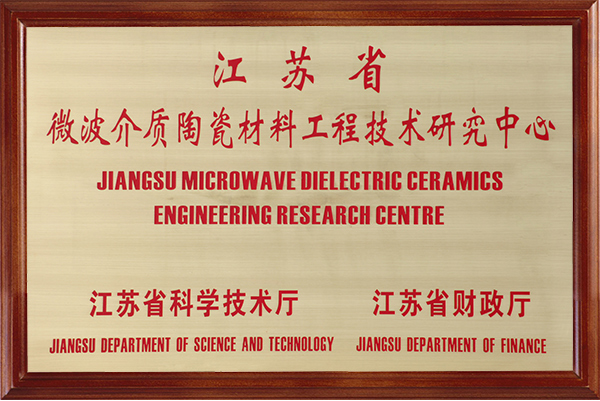 江苏省
微波介质陶瓷材料工程技术研究中心
JIANGSU MICROWAVE DIELECTRIC CERAMICS
ENGINEERING RESEARCH CENTRE
江苏省科学技术厅 江苏省财政厅
JIANGSU DEPARTMENT OF SCIENCE AND TECHNOLOGY JIANGSU DEPARTMENT OF FINANCE